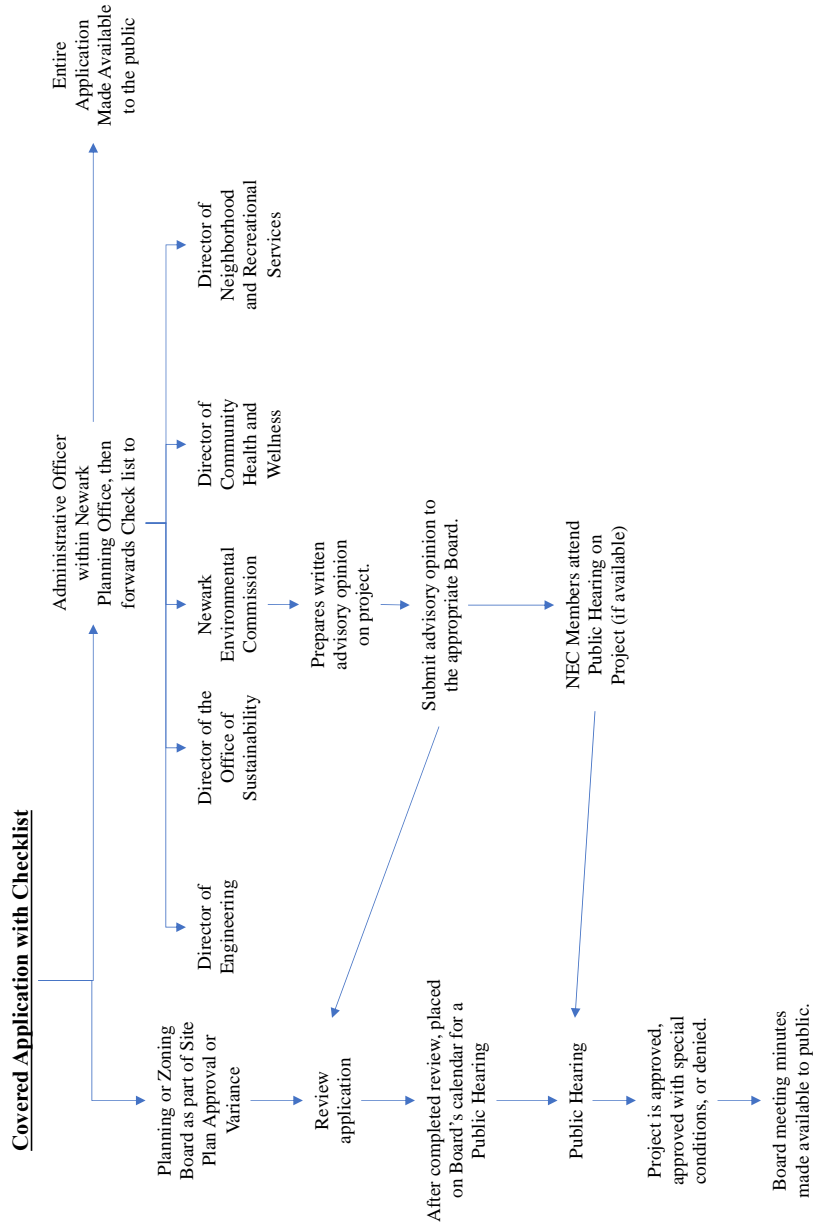 Covered Application with Checklist
Planning or Zoning
Board as part of Site
Plan Approval or
Variance
Administrative Officer
within Newark
Planning Office, then
forwards Check list to
Entire
Application
Made Available
to the public
Director of
Engineering
Director of the
Office of
Sustainability
Newark
Environmental
Commission
Director of
Community
Health and
Wellness
Director of
Neighborhood
and Recreational
Services
Review
application
Prepares written
advisory opinion
on project.
After completed review, placed
on Board’s calendar for a
Public Hearing
Submit advisory opinion to
the appropriate Board.
Public Hearing
NEC Members attend
Public Hearing on
Project (if available)
Project is approved,
approved with special
conditions, or denied.
Board meeting minutes
made available to public.